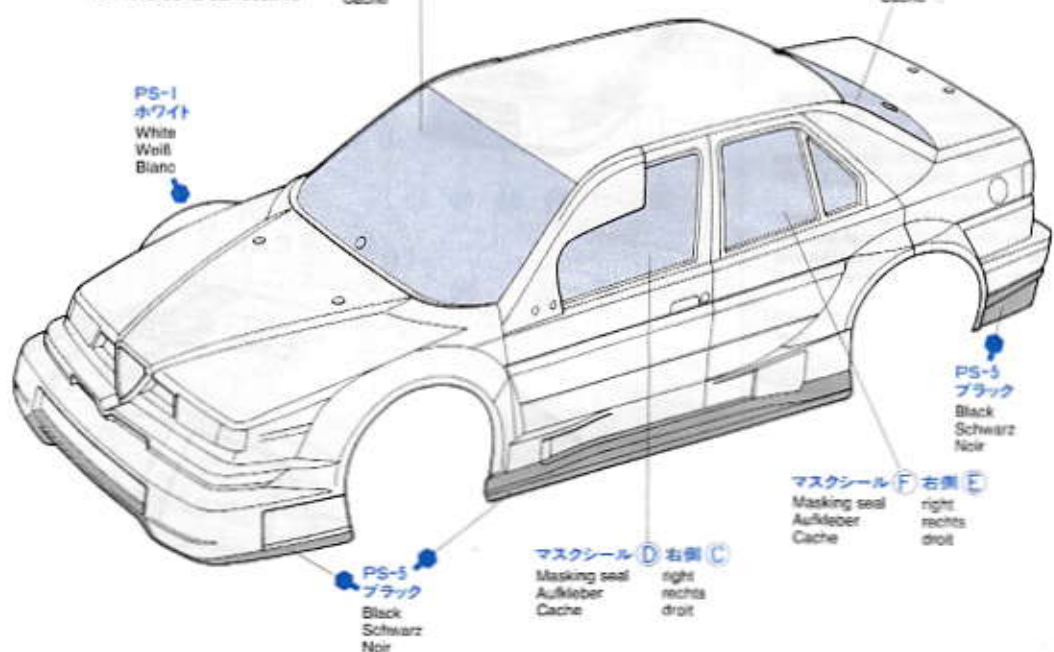 Cache
Cache
PS-1
ホワイト
White
Weiß
Blanc
PS-5
ブラック
Black
Schwarz
Noir
マスクシール Ⓕ 右側 Ⓔ
Masking seal right
Aufkleber rechts
Cache droit
マスクシール Ⓓ 右側 Ⓒ
Masking seal right
Aufkleber rechts
Cache droit
PS-5
ブラック
Black
Schwarz
Noir